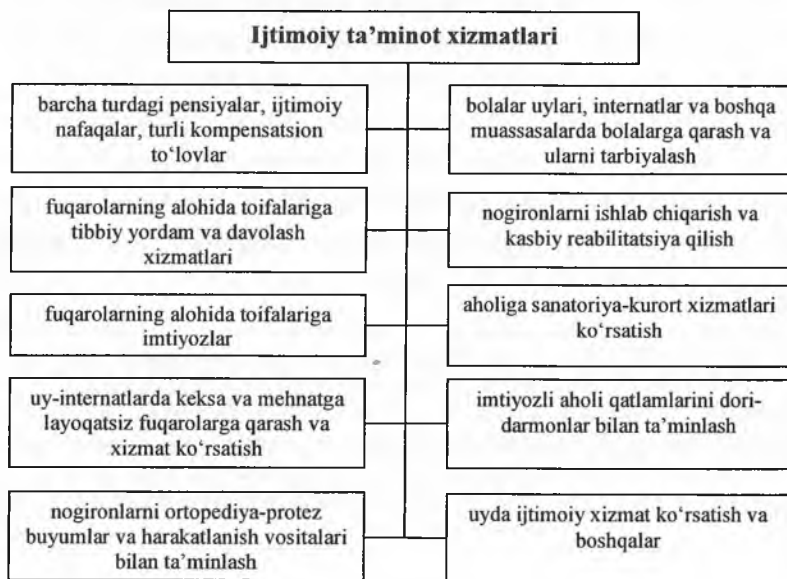 Ijtimoiy ta’minot xizmatlari
barcha turdagi pensiyalar, ijtimoiy
nafaqalar, turli kompensatsion
to‘lovlar
bolalar uylari, internatlar va boshqa
muassasalarda bolalarga qarash va
ularni tarbiyalash
fuqarolarning alohida toifalariga
tibbiy yordam va davolash
xizmatlari
nogironlarni ishlab chiqarish va
kasbiy reabilitatsiya qilish
fuqarolarning alohida toifalariga
imtiyozlar
aholiga sanatoriya-kurort xizmatlari
ko‘rsatish
uy-internatlarda keksa va mehnatga
layoqatsiz fuqarolarga qarash va
xizmat ko‘rsatish
imtiyozli aholi qatlamlarini dori-
darmonlar bilan ta’minlash
nogironlarni ortopediya-protez
buyumlar va harakatlanish vositalari
bilan ta’minlash
uyda ijtimoiy xizmat ko‘rsatish va
boshqalar